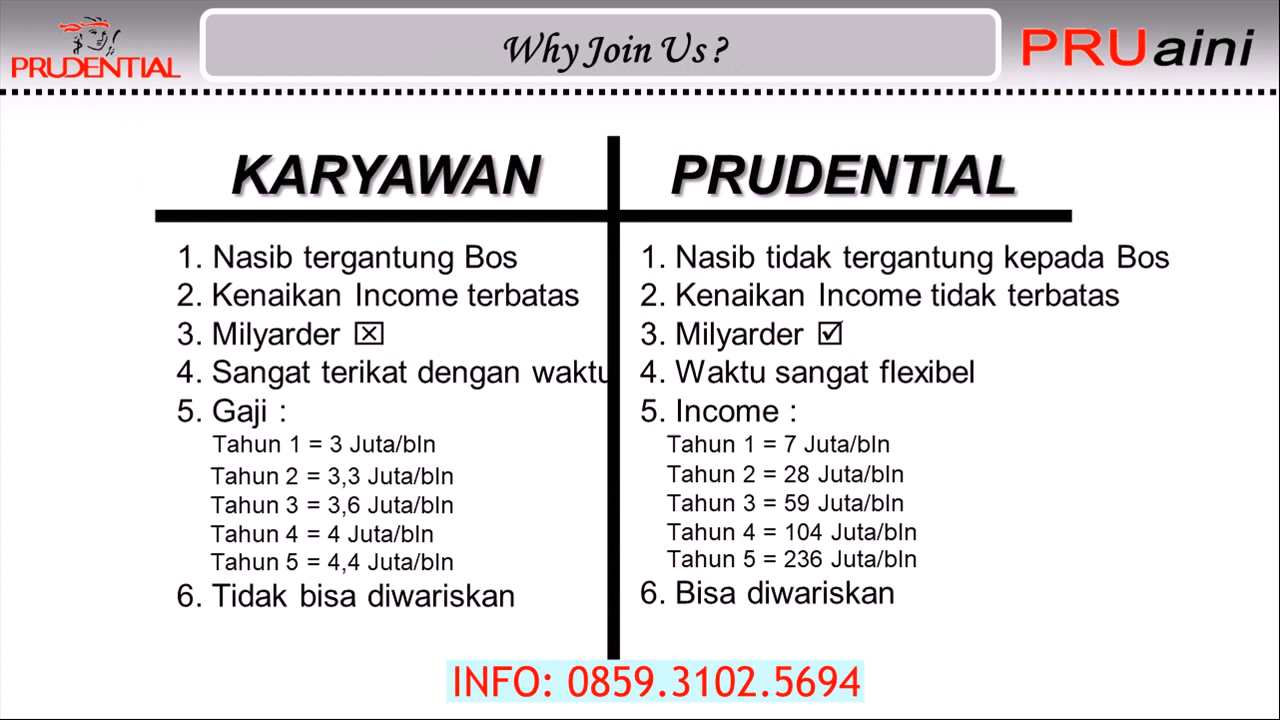 PRUDENTIAL
Why Join Us ?
PRUaini
KARYAWAN
1. Nasib tergantung Bos
2. Kenaikan Income terbatas
3. Milyarder ☒
4. Sangat terikat dengan waktu
5. Gaji :
Tahun 1 = 3 Juta/bln
Tahun 2 = 3,3 Juta/bln
Tahun 3 = 3,6 Juta/bln
Tahun 4 = 4 Juta/bln
Tahun 5 = 4,4 Juta/bln
6. Tidak bisa diwariskan
PRUDENTIAL
1. Nasib tidak tergantung kepada Bos
2. Kenaikan Income tidak terbatas
3. Milyarder ☑
4. Waktu sangat flexibel
5. Income :
Tahun 1 = 7 Juta/bln
Tahun 2 = 28 Juta/bln
Tahun 3 = 59 Juta/bln
Tahun 4 = 104 Juta/bln
Tahun 5 = 236 Juta/bln
6. Bisa diwariskan
INFO: 0859.3102.5694